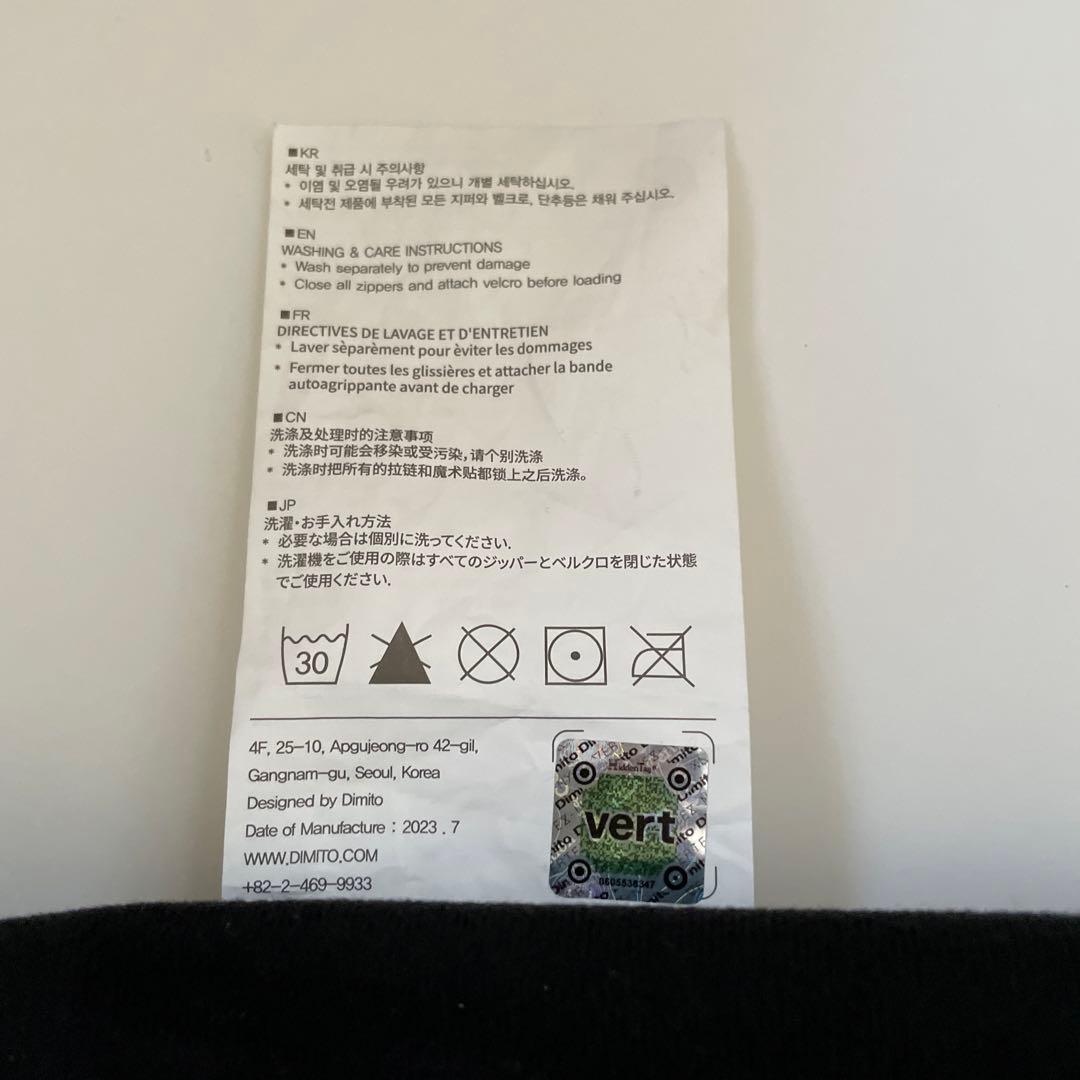 ■KR
세탁 및 취급 시 주의사항
* 이염 및 오염될 우려가 있으니 개별 세탁하십시오.
* 세탁전 제품에 부착된 모든 지퍼와 벨크로, 단추등은 채워 주십시오.
■EN
WASHING & CARE INSTRUCTIONS
* Wash separately to prevent damage
* Close all zippers and attach velcro before loading
■FR
DIRECTIVES DE LAVAGE ET D'ENTRETIEN
* Laver sèparèment pour èviter les dommages
* Fermer toutes les glissières et attacher la bande
autoagrippante avant de charger
■CN
洗涤及处理时的注意事项
* 洗涤时可能会移染或受污染,请个别洗涤
* 洗涤时把所有的拉链和魔术贴都锁上之后洗涤。
■JP
洗濯・お手入れ方法
* 必要な場合は個別に洗ってください.
* 洗濯機をご使用の際はすべてのジッパーとベルクロを閉じた状態
でご使用ください.
30
4F, 25-10, Apgujeong-ro 42-gil,
Gangnam-gu, Seoul, Korea
Designed by Dimito
Date of Manufacture : 2023 . 7
WWW.DIMITO.COM
+82-2-469-9933
HiddenTag
vert